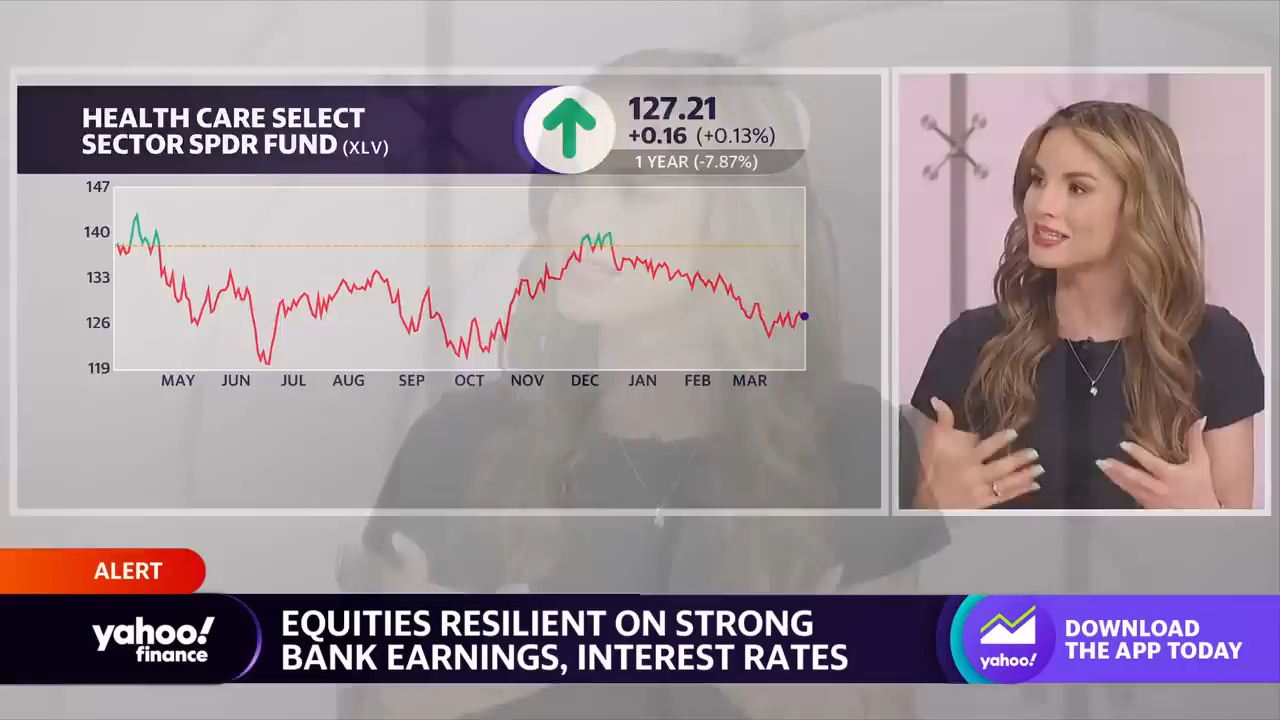 HEALTH CARE SELECT
SECTOR SPDR FUND (XLV)
127.21
+0.16 (+0.13%)
1 YEAR (-7.87%)
147
140
133
126
119
MAY JUN JUL AUG SEP OCT NOV DEC JAN FEB MAR
ALERT
yahoo!
finance
EQUITIES RESILIENT ON STRONG
BANK EARNINGS, INTEREST RATES
yahoo!
DOWNLOAD
THE APP TODAY